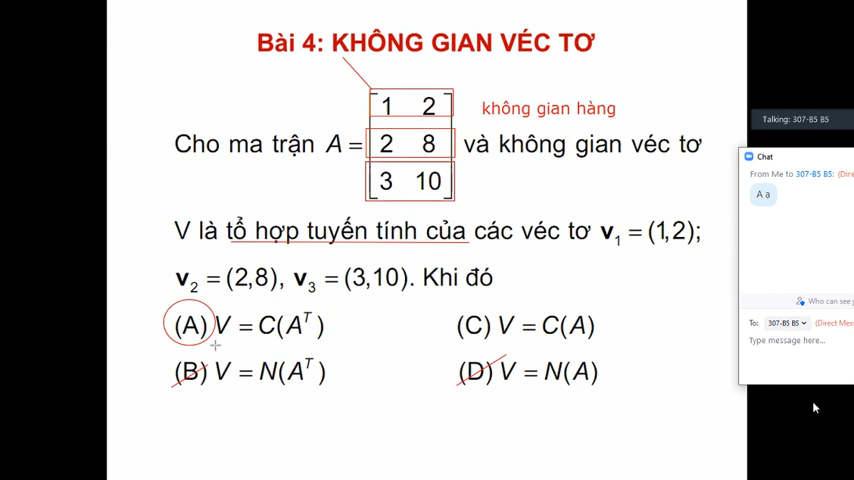 Bài 4: KHÔNG GIAN VÉC TƠ
1 2
không gian hàng
Cho ma trận A = 2 8 và không gian véc tơ
3 10
V là tổ hợp tuyến tính của các véc tơ v₁ = (1,2);
v₂ = (2,8), v₃ = (3,10). Khi đó
(A) V = C(Aᵀ) (C) V = C(A)
(B) V = N(Aᵀ) (D) V = N(A)
Talking: 307-B5 B5
Chat
From Me to 307-B5 B5: (Dire
A a
Who can see y
To: 307-B5 B5 (Direct Mess
Type message here...